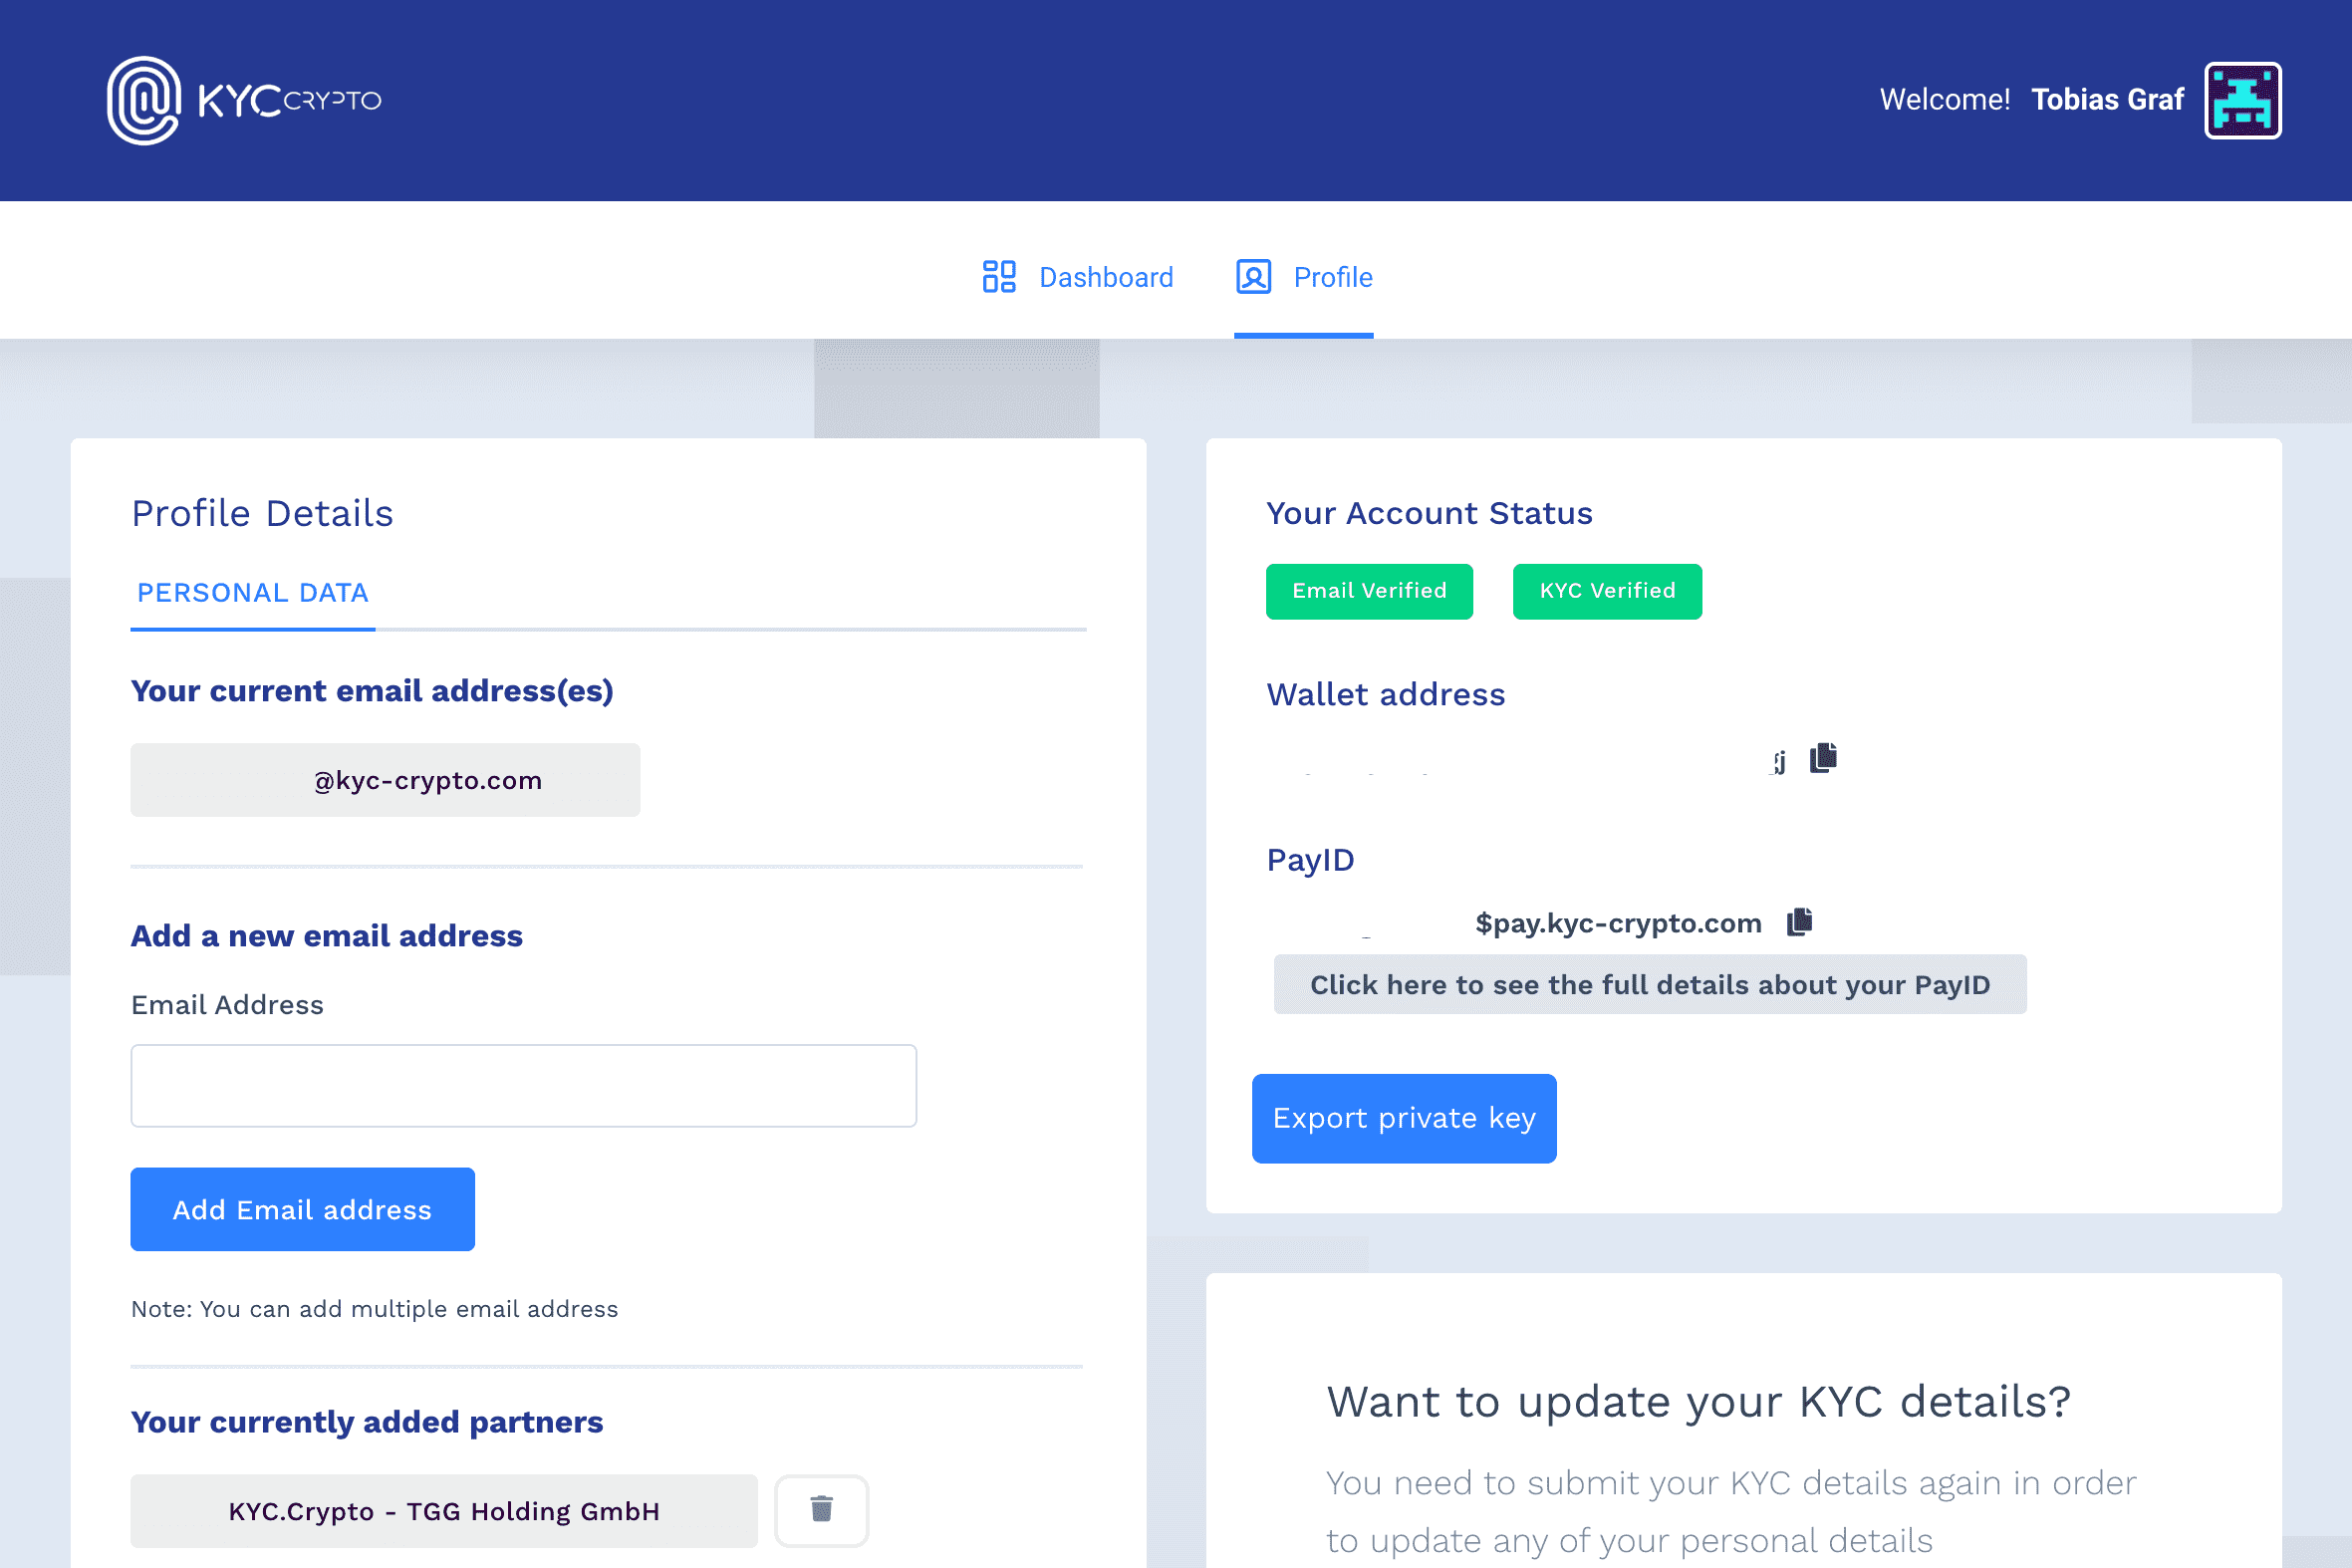 KYC CRYPTO
Welcome! Tobias Graf
Dashboard
Profile
Profile Details
PERSONAL DATA
Your current email address(es)
@kyc-crypto.com
Add a new email address
Email Address
Add Email address
Note: You can add multiple email address
Your currently added partners
KYC.Crypto - TGG Holding GmbH
Your Account Status
Email Verified
KYC Verified
Wallet address
PayID
$pay.kyc-crypto.com
Click here to see the full details about your PayID
Export private key
Want to update your KYC details?
You need to submit your KYC details again in order
to update any of your personal details